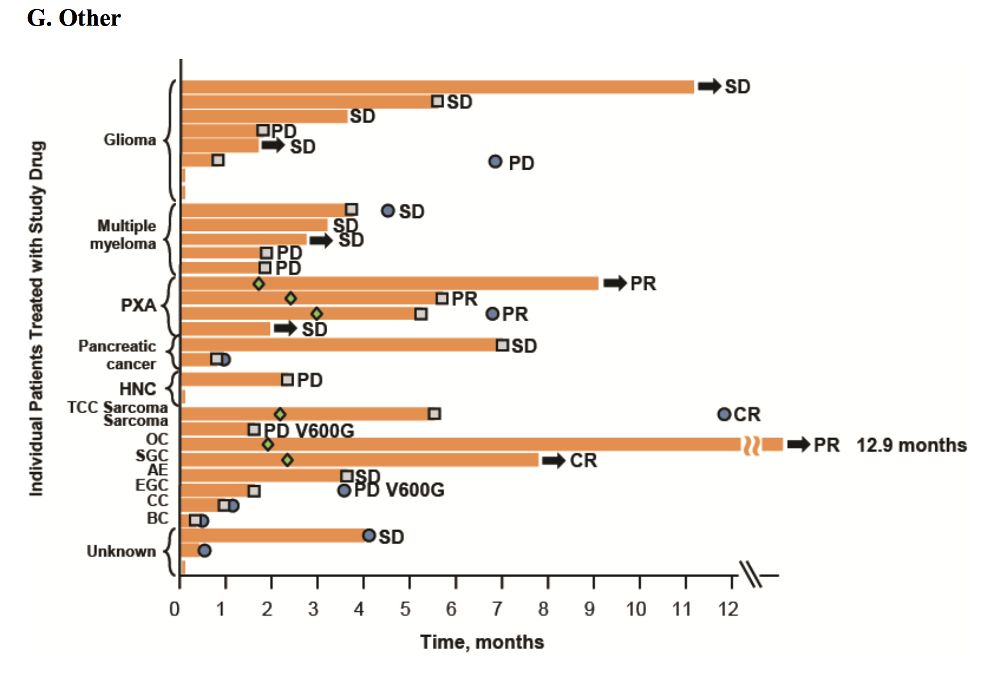 G. Other
Individual Patients Treated with Study Drug
Glioma
SD
SD
SD
PD
SD
PD
Multiple
myeloma
SD
SD
SD
PD
PD
PXA
PR
PR
PR
SD
Pancreatic
cancer
SD
HNC
PD
TCC Sarcoma
CR
Sarcoma
PD V600G
OC
PR 12.9 months
SGC
CR
AE
SD
EGC
PD V600G
CC
BC
Unknown
SD
0 1 2 3 4 5 6 7 8 9 10 11 12
Time, months